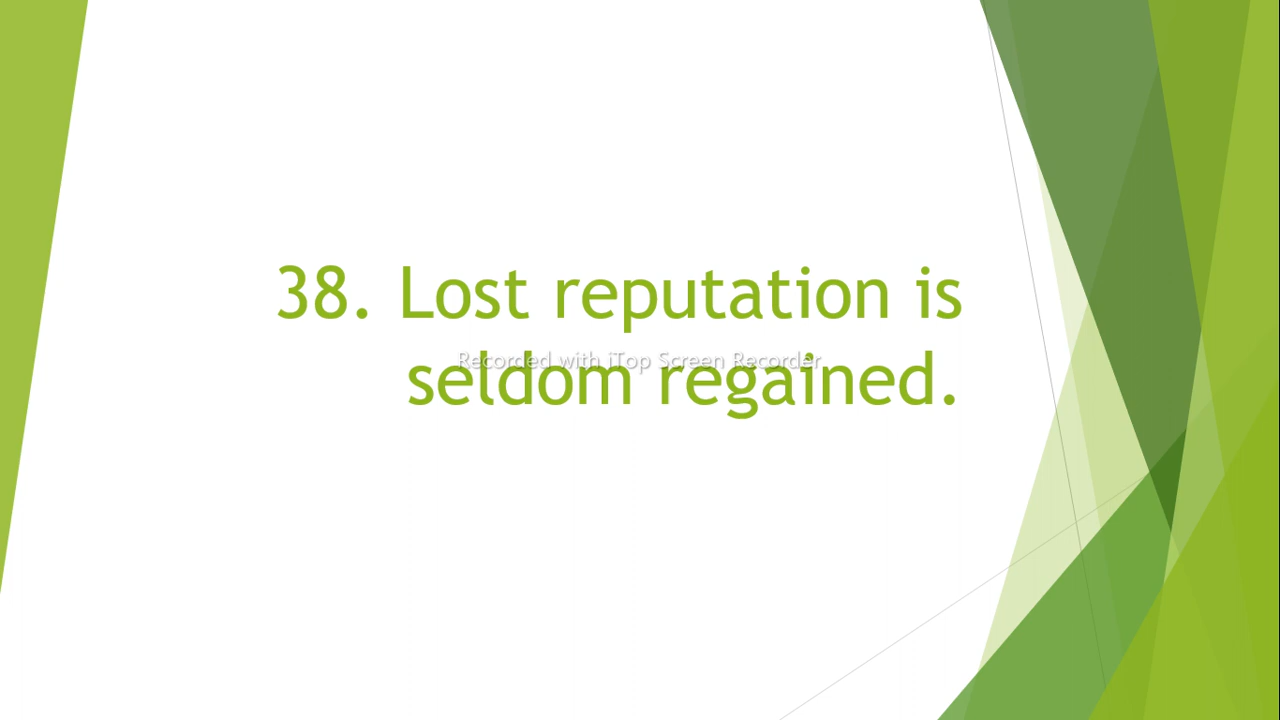 38. Lost reputation is
Recorded with iTop Screen Recorder
seldom regained.